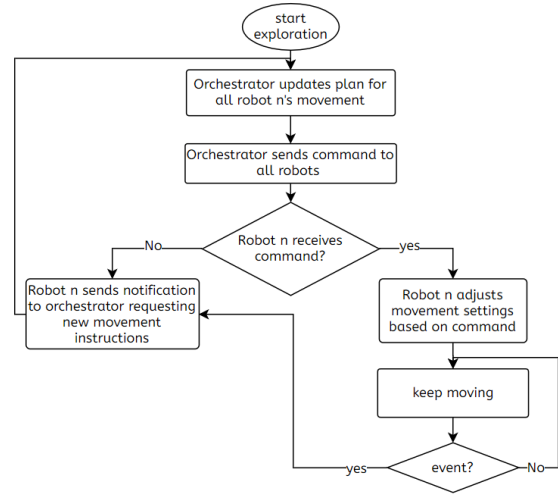 start
exploration
Orchestrator updates plan for
all robot n's movement
Orchestrator sends command to
all robots
Robot n receives
command?
No
yes
Robot n sends notification
to orchestrator requesting
new movement
instructions
Robot n adjusts
movement settings
based on command
keep moving
event?
yes
No